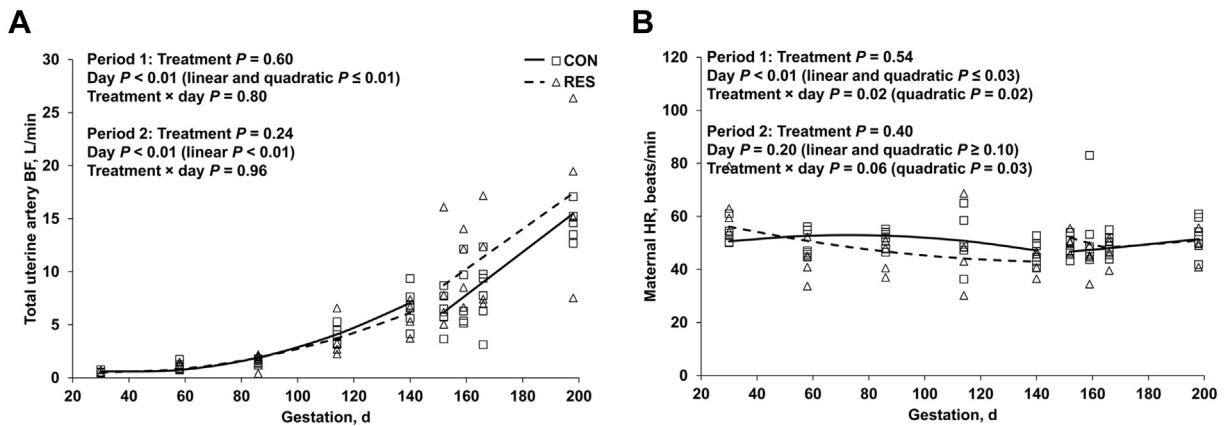 A
Period 1: Treatment P = 0.60
Day P < 0.01 (linear and quadratic P ≤ 0.01)
Treatment × day P = 0.80
Period 2: Treatment P = 0.24
Day P < 0.01 (linear P < 0.01)
Treatment × day P = 0.96
CON
RES
Total uterine artery BF, L/min
30
25
20
15
10
5
0
20 40 60 80 100 120 140 160 180 200
Gestation, d
B
Period 1: Treatment P = 0.54
Day P < 0.01 (linear and quadratic P ≤ 0.03)
Treatment × day P = 0.02 (quadratic P = 0.02)
Period 2: Treatment P = 0.40
Day P = 0.20 (linear and quadratic P ≥ 0.10)
Treatment × day P = 0.06 (quadratic P = 0.03)
Maternal HR, beats/min
120
100
80
60
40
20
0
20 40 60 80 100 120 140 160 180 200
Gestation, d